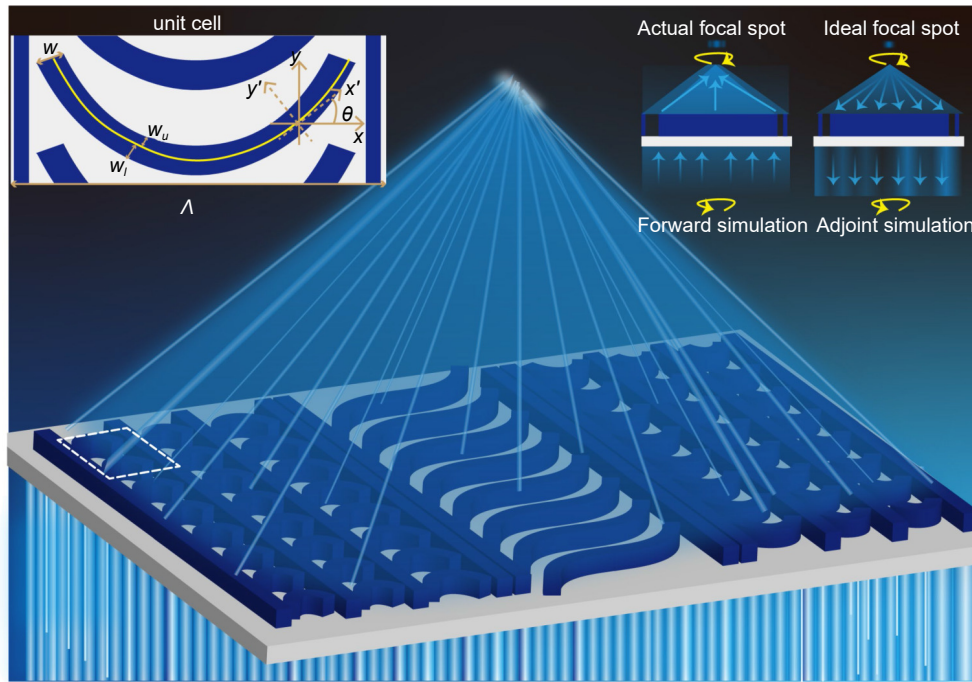 unit cell
w
y
y'
x'
θ
x
w_u
w_l
Λ
Actual focal spot
Ideal focal spot
Forward simulation
Adjoint simulation